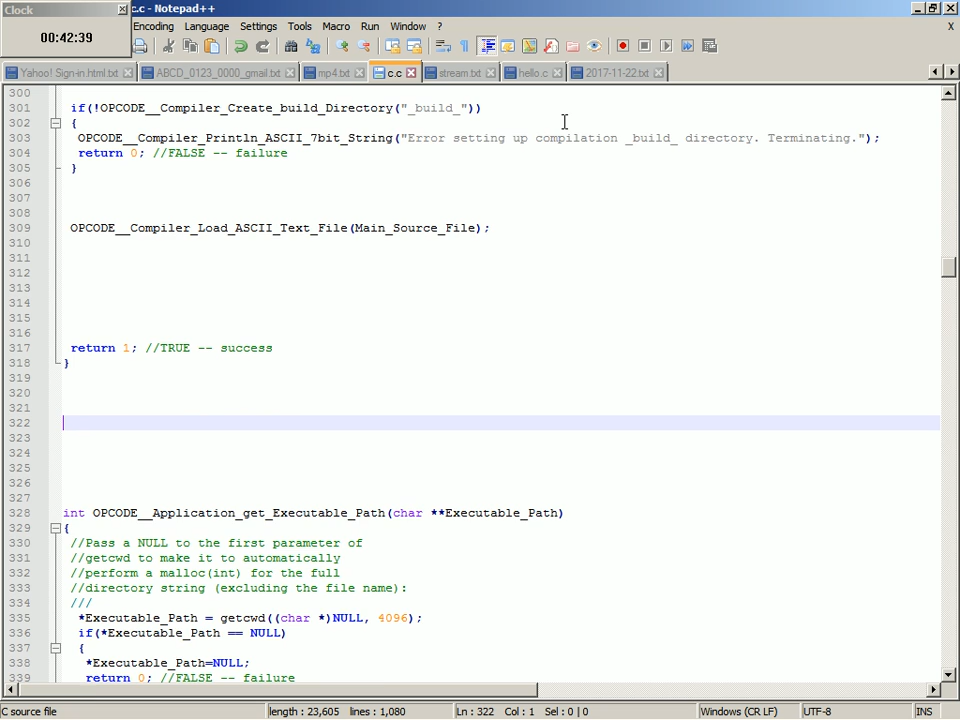 Clock
c.c - Notepad++
00:42:39
Encoding Language Settings Tools Macro Run Window ? X
Yahoo! Sign-in.html.txt ABCD_0123_0000_gmail.txt mp4.txt c.c stream.txt hello.c 2017-11-22.txt
300
301 if(!OPCODE__Compiler_Create_build_Directory("_build_"))
302 {
303 OPCODE__Compiler_Println_ASCII_7bit_String("Error setting up compilation _build_ directory. Terminating.");
304 return 0; //FALSE -- failure
305 }
306
307
308
309 OPCODE__Compiler_Load_ASCII_Text_File(Main_Source_File);
310
311
312
313
314
315
316
317 return 1; //TRUE -- success
318 }
319
320
321
322
323
324
325
326
327
328 int OPCODE__Application_get_Executable_Path(char **Executable_Path)
329 {
330 //Pass a NULL to the first parameter of
331 //getcwd to make it to automatically
332 //perform a malloc(int) for the full
333 //directory string (excluding the file name):
334 ///
335 *Executable_Path = getcwd((char *)NULL, 4096);
336 if(*Executable_Path == NULL)
337 {
338 *Executable_Path=NULL;
339 return 0; //FALSE -- failure
C source file length : 23,605 lines : 1,080 Ln : 322 Col : 1 Sel : 0 | 0 Windows (CR LF) UTF-8 INS